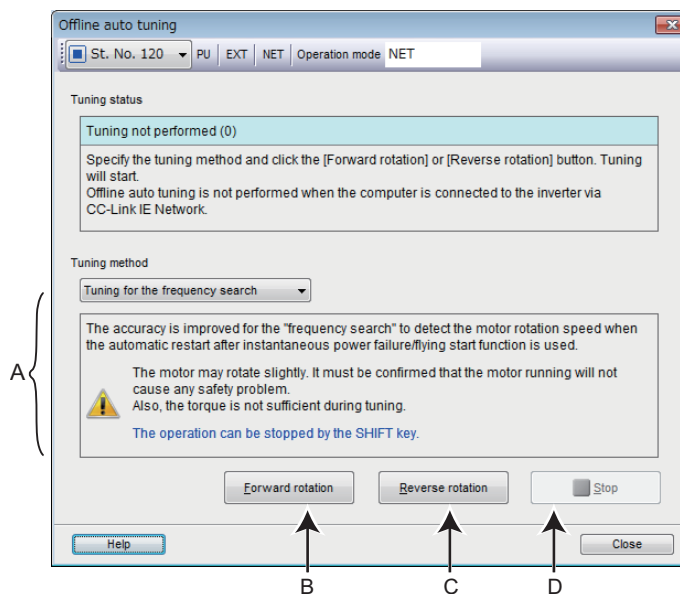 Offline auto tuning
St. No. 120 PU EXT NET Operation mode NET
Tuning status
Tuning not performed (0)
Specify the tuning method and click the [Forward rotation] or [Reverse rotation] button. Tuning
will start.
Offline auto tuning is not performed when the computer is connected to the inverter via
CC-Link IE Network.
Tuning method
Tuning for the frequency search
The accuracy is improved for the "frequency search" to detect the motor rotation speed when
the automatic restart after instantaneous power failure/flying start function is used.
A
The motor may rotate slightly. It must be confirmed that the motor running will not
cause any safety problem.
Also, the torque is not sufficient during tuning.
The operation can be stopped by the SHIFT key.
Forward rotation Reverse rotation Stop
Help Close
B C D